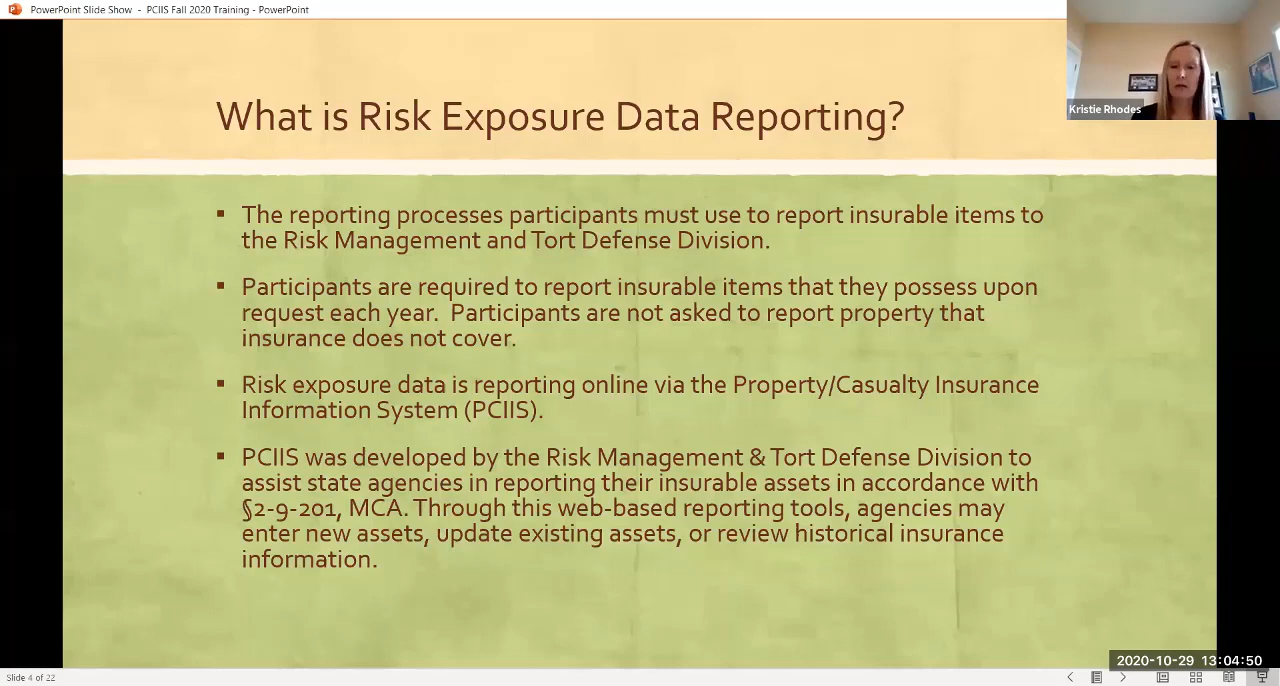 PCIIS Slide Show - PCIIS Fall 2020 Training - PowerPoint
Kristie Rhodes
What is Risk Exposure Data Reporting?
▪ The reporting processes participants must use to report insurable items to
the Risk Management and Tort Defense Division.
▪ Participants are required to report insurable items that they possess upon
request each year. Participants are not asked to report property that
insurance does not cover.
▪ Risk exposure data is reporting online via the Property/Casualty Insurance
Information System (PCIIS).
▪ PCIIS was developed by the Risk Management & Tort Defense Division to
assist state agencies in reporting their insurable assets in accordance with
§2-9-201, MCA. Through this web-based reporting tools, agencies may
enter new assets, update existing assets, or review historical insurance
information.
2020-10-29 13:04:50
Slide 4 of 22